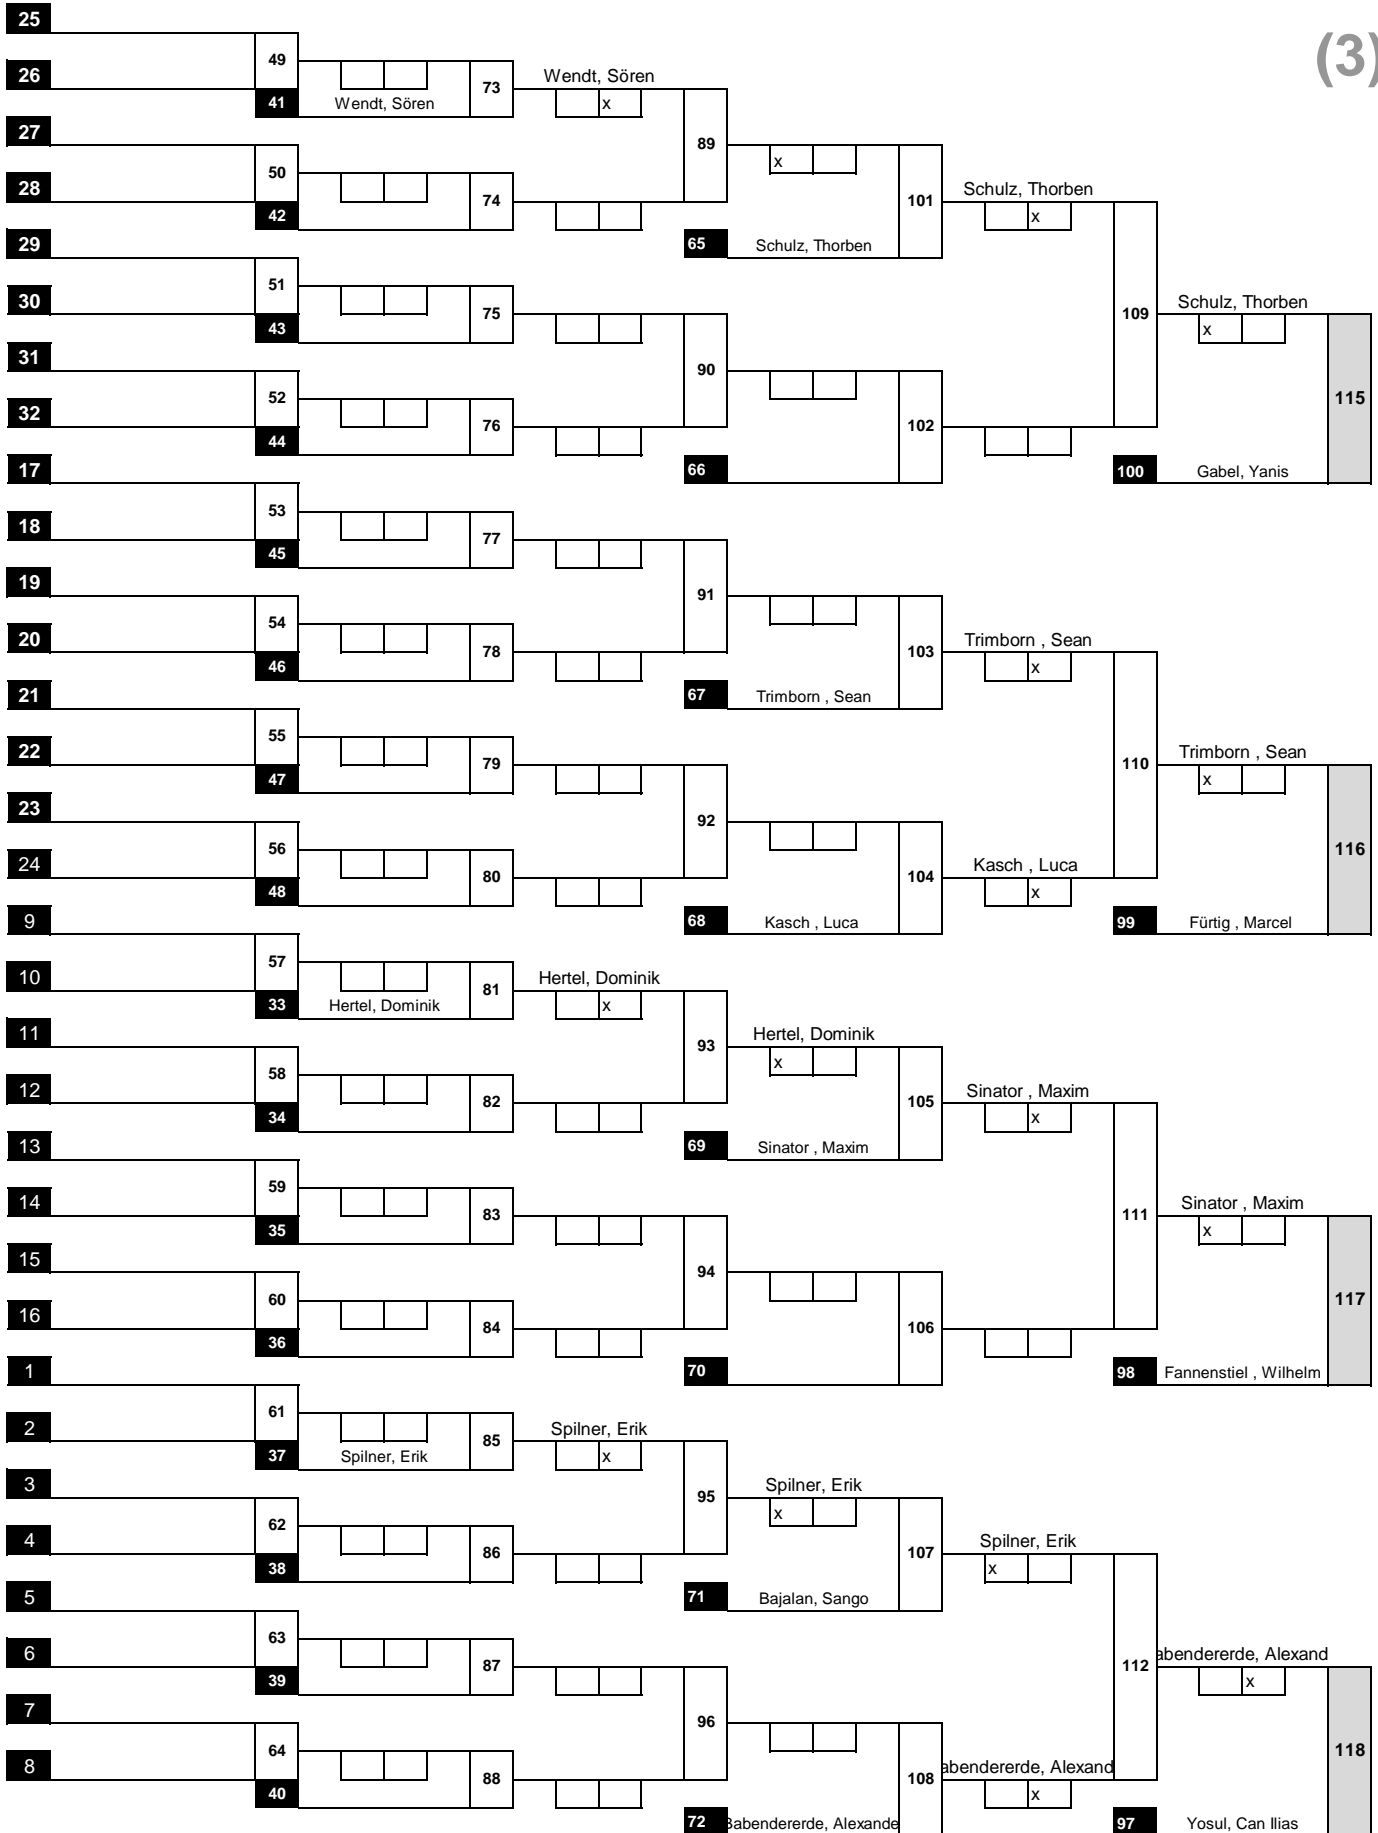 25
(3)
49
26
73
Wendt, Sören
41 Wendt, Sören
x
27
89
50
x
28
74
101
Schulz, Thorben
42
x
29
65 Schulz, Thorben
51
30
75
109
Schulz, Thorben
43
x
31
90
52
115
32
76
102
44
17
66
100 Gabel, Yanis
53
18
77
45
19
91
54
20
78
103
Trimborn , Sean
46
x
21
67 Trimborn , Sean
55
22
79
110
Trimborn , Sean
47
x
23
92
56
116
24
80
104
Kasch , Luca
48
x
9
68 Kasch , Luca
99 Fürtig , Marcel
57
10
81
Hertel, Dominik
33 Hertel, Dominik
x
11
93
Hertel, Dominik
58
x
12
82
105
Sinator , Maxim
34
x
13
69 Sinator , Maxim
59
14
83
111
Sinator , Maxim
35
x
15
94
60
117
16
84
106
36
1
70
98 Fannenstiel , Wilhelm
61
2
85
Spilner, Erik
37 Spilner, Erik
x
3
95
Spilner, Erik
62
x
4
86
107
Spilner, Erik
38
x
5
71 Bajalan, Sango
63
6
87
112
abendererde, Alexand
39
x
7
96
64
118
8
88
108
abendererde, Alexand
40
x
72 Babendererde, Alexande
97 Yosul, Can Ilias